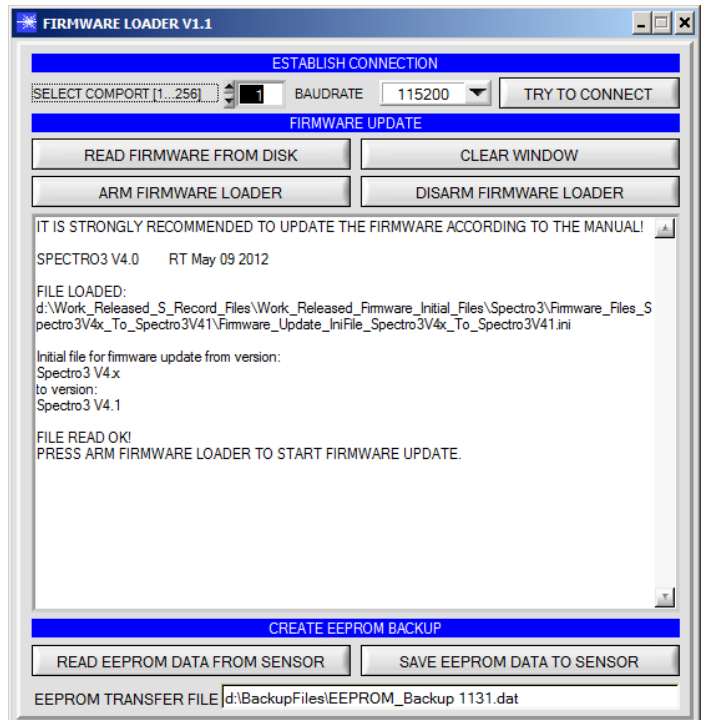 FIRMWARE LOADER V1.1
ESTABLISH CONNECTION
SELECT COMPORT [1...256] 1 BAUDRATE 115200 TRY TO CONNECT
FIRMWARE UPDATE
READ FIRMWARE FROM DISK CLEAR WINDOW
ARM FIRMWARE LOADER DISARM FIRMWARE LOADER
IT IS STRONGLY RECOMMENDED TO UPDATE THE FIRMWARE ACCORDING TO THE MANUAL!
SPECTRO3 V4.0 RT May 09 2012
FILE LOADED:
d:\Work_Released_S_Record_Files\Work_Released_Firmware_Initial_Files\Spectro3\Firmware_Files_S
pectro3V4x_To_Spectro3V41\Firmware_Update_IniFile_Spectro3V4x_To_Spectro3V41.ini
Initial file for firmware update from version:
Spectro3 V4.x
to version:
Spectro3 V4.1
FILE READ OK!
PRESS ARM FIRMWARE LOADER TO START FIRMWARE UPDATE.
CREATE EEPROM BACKUP
READ EEPROM DATA FROM SENSOR SAVE EEPROM DATA TO SENSOR
EEPROM TRANSFER FILE d:\BackupFiles\EEPROM_Backup 1131.dat